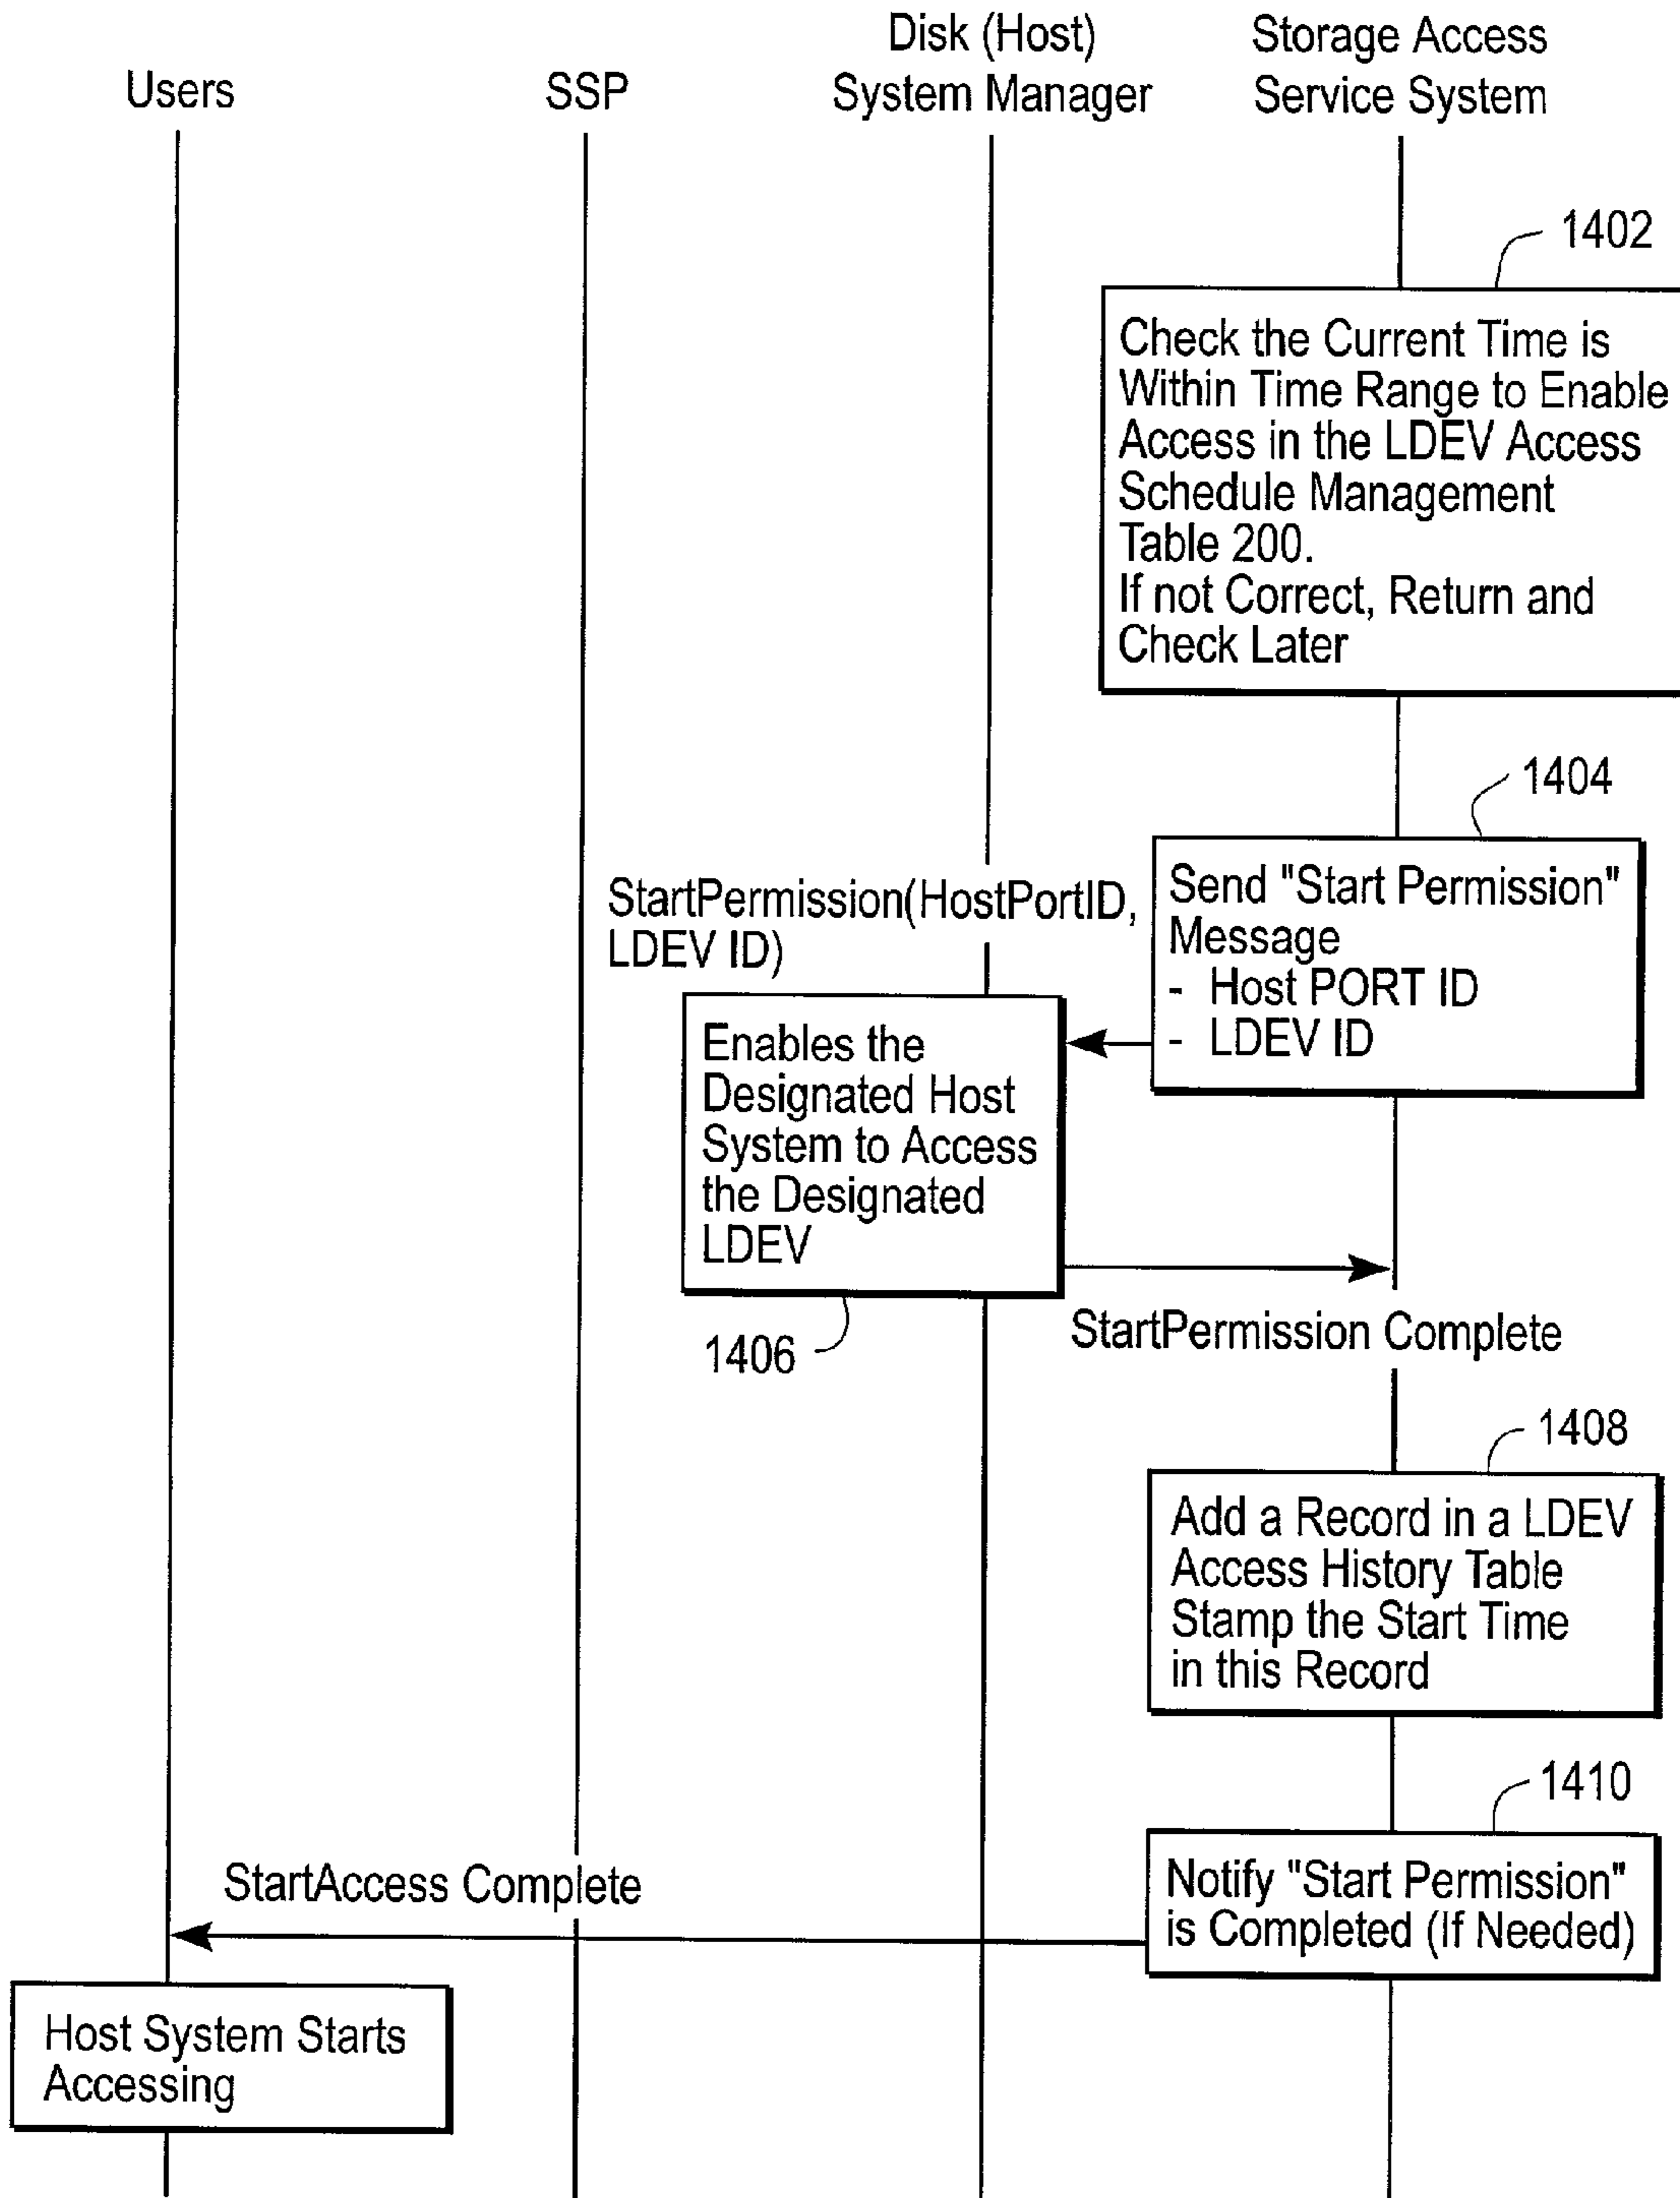 Users
SSP
Disk (Host)
System Manager
Storage Access
Service System
1402
Check the Current Time is
Within Time Range to Enable
Access in the LDEV Access
Schedule Management
Table 200.
If not Correct, Return and
Check Later
1404
Send "Start Permission"
Message
- Host PORT ID
- LDEV ID
StartPermission(HostPortID,
LDEV ID)
Enables the
Designated Host
System to Access
the Designated
LDEV
1406
StartPermission Complete
1408
Add a Record in a LDEV
Access History Table
Stamp the Start Time
in this Record
1410
Notify "Start Permission"
is Completed (If Needed)
StartAccess Complete
Host System Starts
Accessing